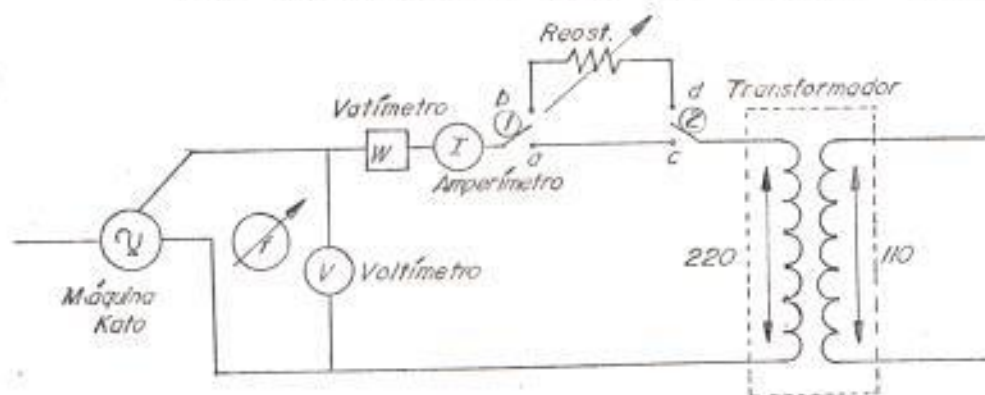 Reost.
b
d
Transformador
Vatímetro
1
2
W
I
a
c
Amperímetro
f
V
Voltímetro
220
110
Máquina
Kato